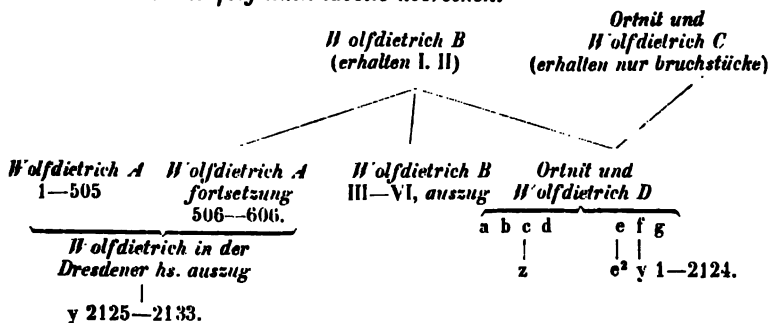 Ortnit und
Wolfdietrich B
Wolfdietrich C
(erhalten I. II)
(erhalten nur bruchstücke)
Wolfdietrich A
Wolfdietrich A
Wolfdietrich B
Ortnit und
1—505
fortsetzung
III—VI, auszug
Wolfdietrich D
506—606.
a b c d e f g
Wolfdietrich in der
Dresdener hs. auszug
z e² y 1—2124.
y 2125—2133.